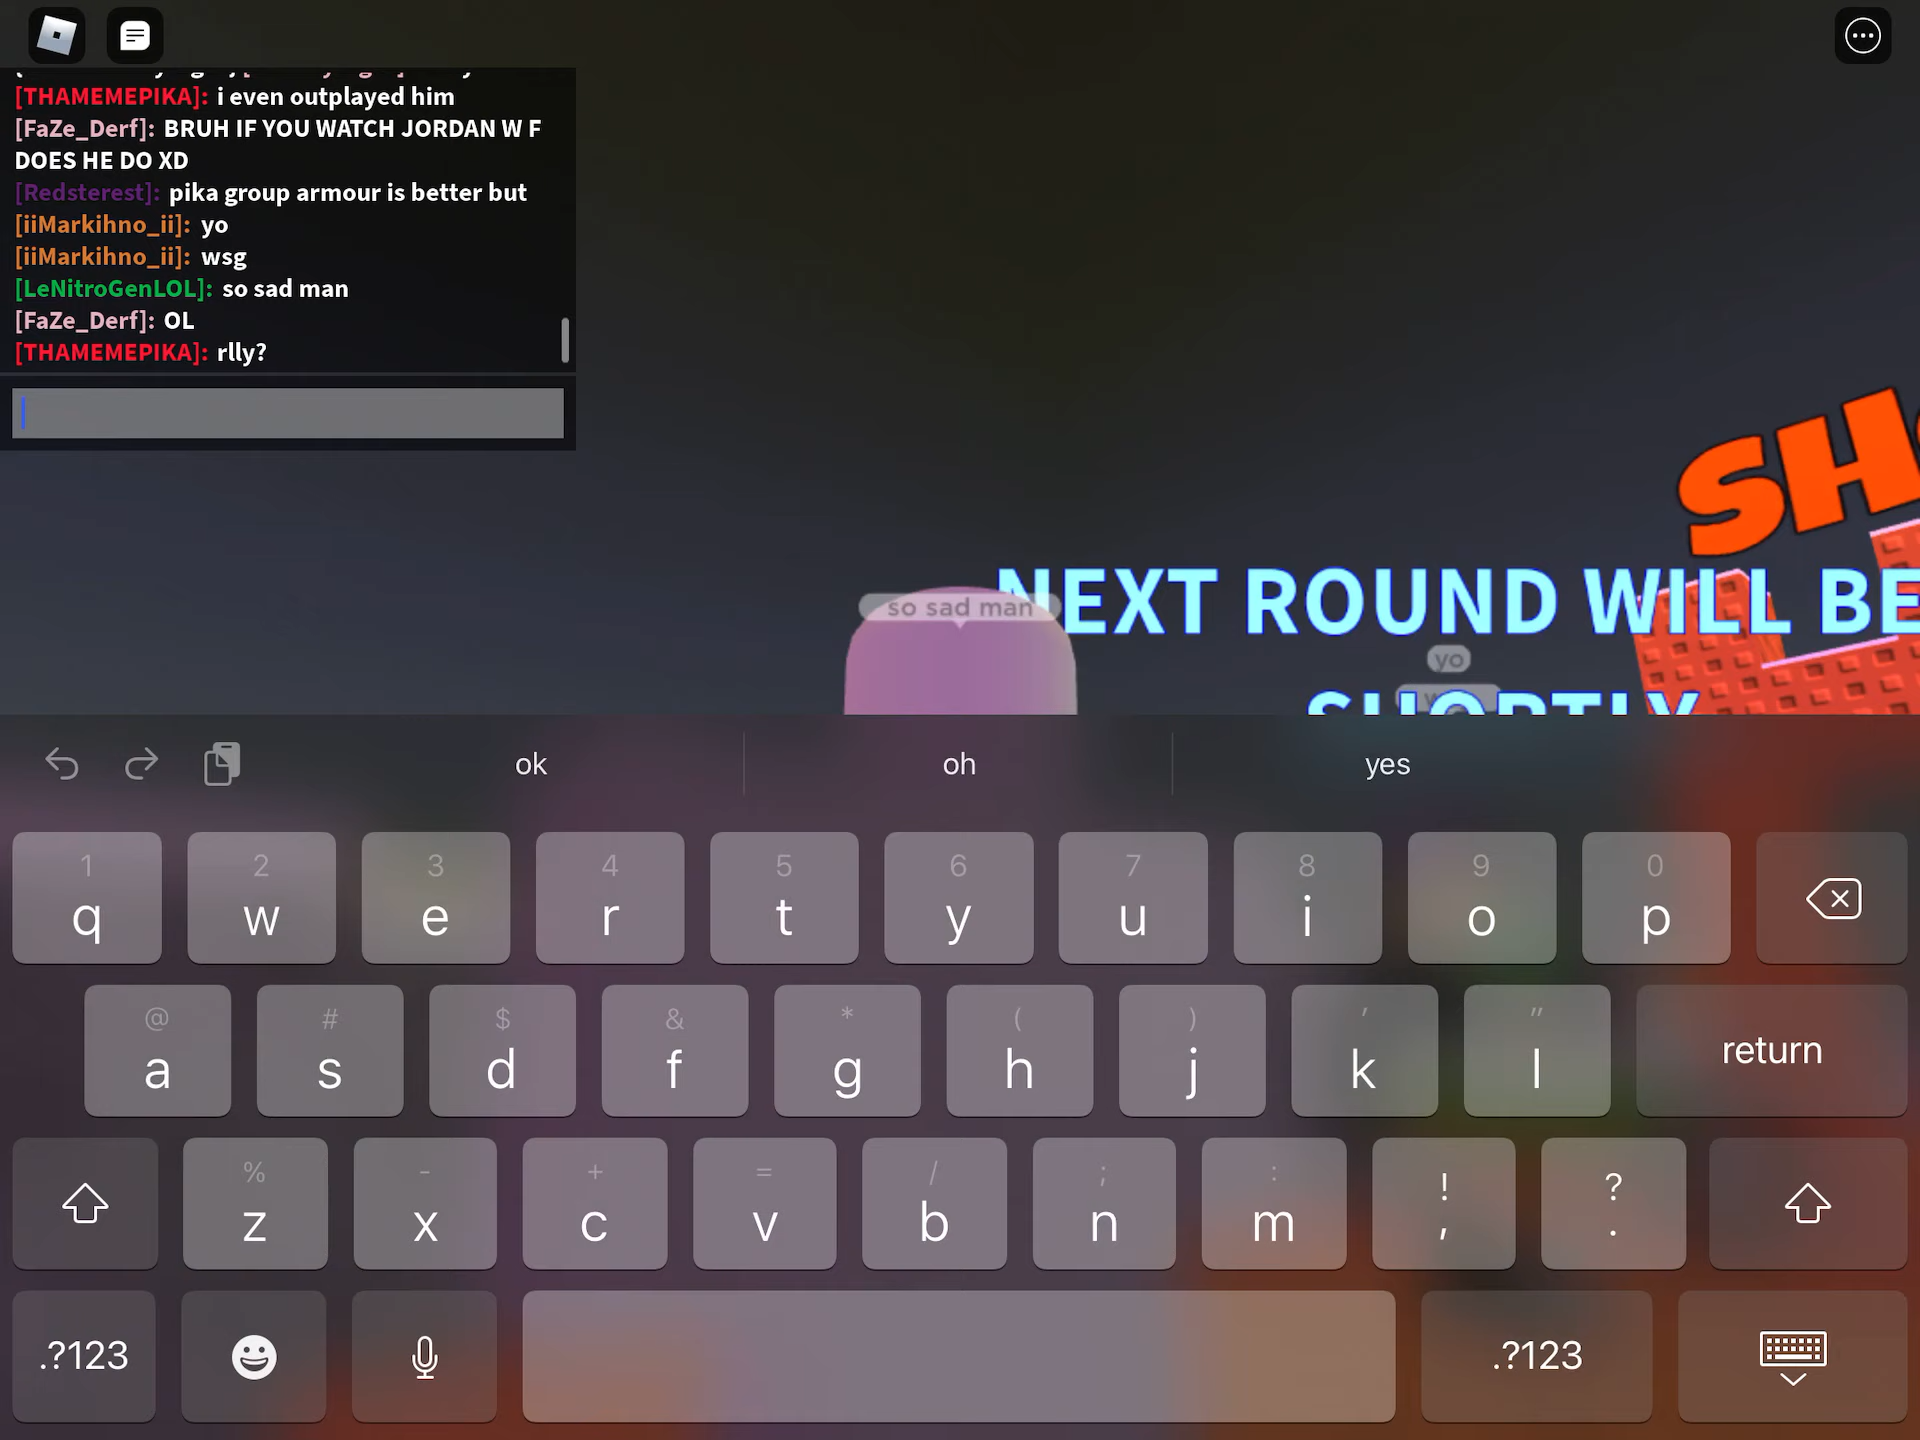 [THAMEMEPIKA]: i even outplayed him
[FaZe_Derf]: BRUH IF YOU WATCH JORDAN W F
DOES HE DO XD
[Redsterest]: pika group armour is better but
[iiMarkihno_ii]: yo
[iiMarkihno_ii]: wsg
[LeNitroGenLOL]: so sad man
[FaZe_Derf]: OL
[THAMEMEPIKA]: rlly?
SH
NEXT ROUND WILL BE
so sad man
yo
SHORTLY
ok oh yes
1 2 3 4 5 6 7 8 9 0
q w e r t y u i o p
@ # $ & * ( ) ' "
a s d f g h j k l return
% - + = / ; : ! ?
z x c v b n m , .
.?123 .?123